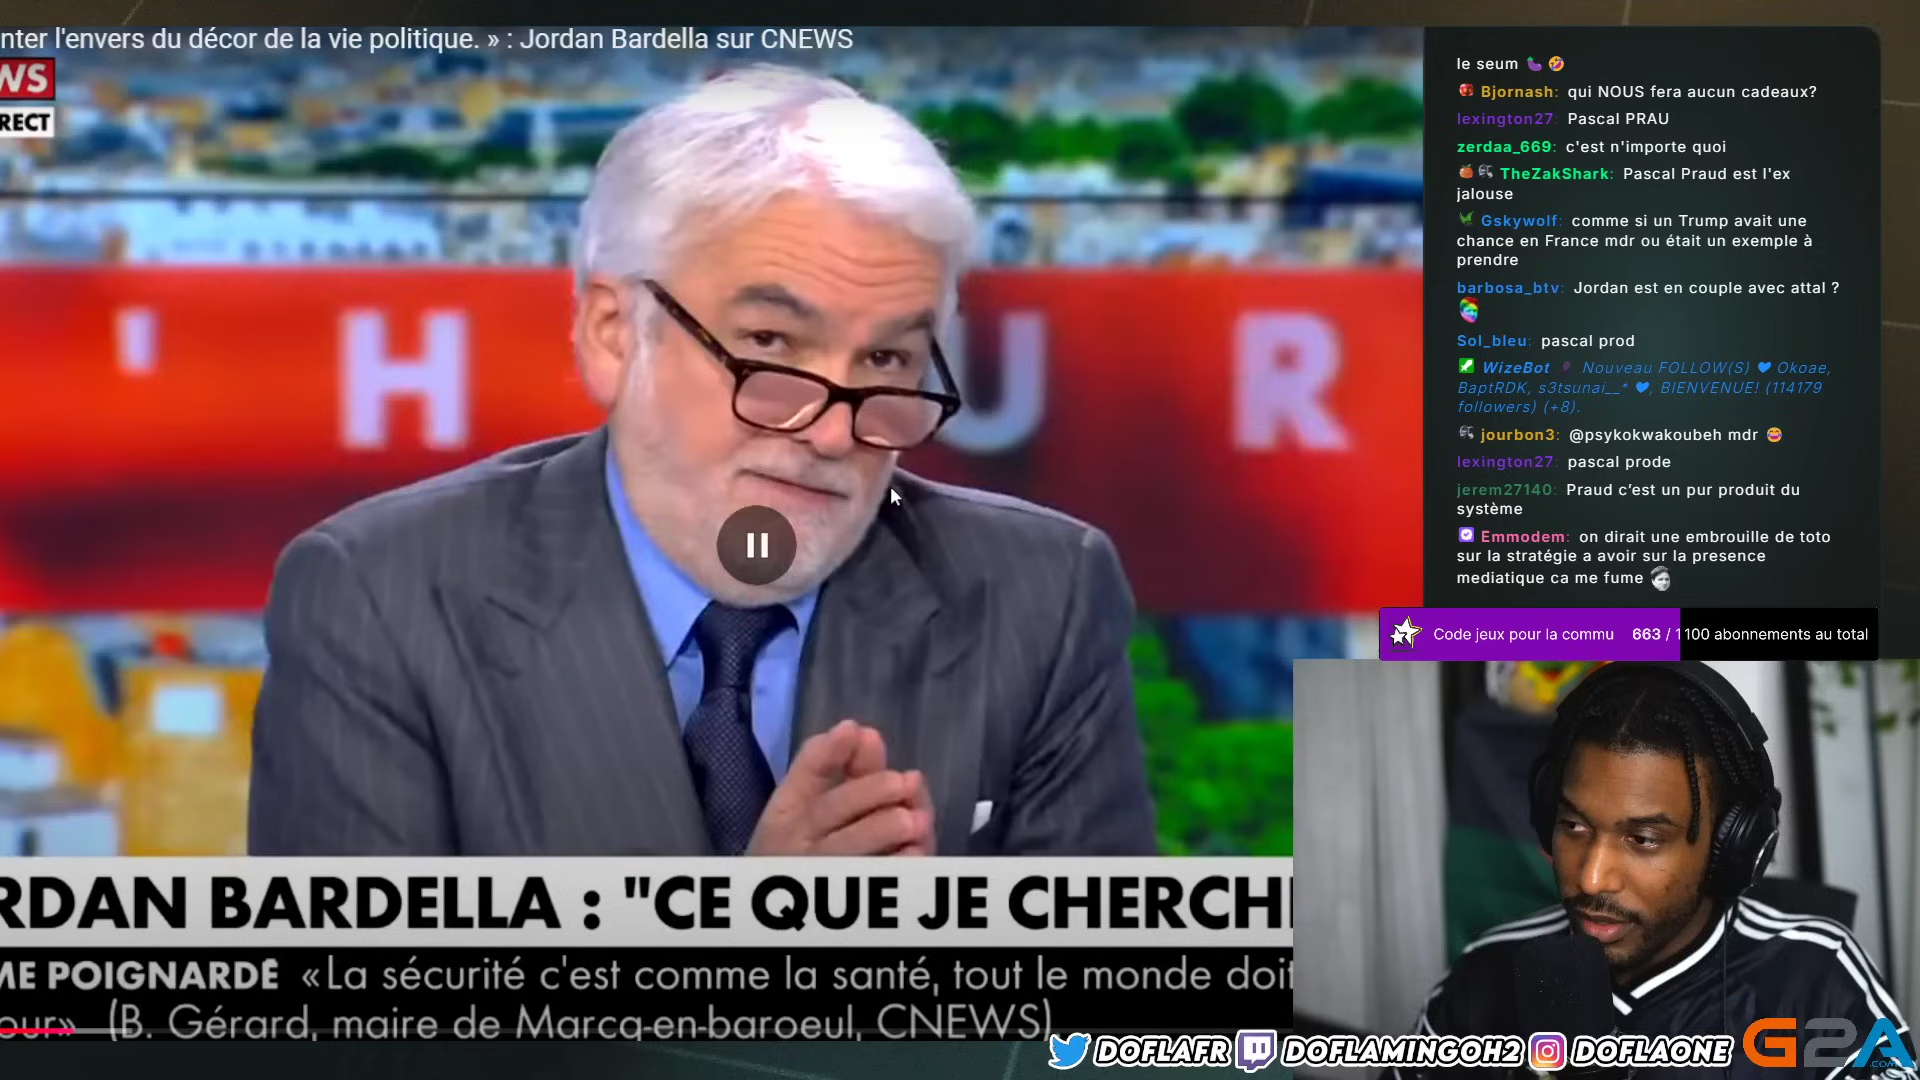 nter l'envers du décor de la vie politique. » : Jordan Bardella sur CNEWS
WS
RECT
' H U R
RDAN BARDELLA : "CE QUE JE CHERCH
ME POIGNARDÉ «La sécurité c'est comme la santé, tout le monde doit
our» (B. Gérard, maire de Marcq-en-baroeul, CNEWS)
le seum
Bjornash: qui NOUS fera aucun cadeaux?
lexington27: Pascal PRAU
zerdaa_669: c'est n'importe quoi
TheZakShark: Pascal Praud est l'ex
jalouse
Gskywolf: comme si un Trump avait une
chance en France mdr ou était un exemple à
prendre
barbosa_btv: Jordan est en couple avec attal ?
Sol_bleu: pascal prod
WizeBot Nouveau FOLLOW(S) ♥ Okoae,
BaptRDK, s3tsunai__* ♥, BIENVENUE! (114179
followers) (+8).
jourbon3: @psykokwakoubeh mdr
lexington27: pascal prode
jerem27140: Praud c’est un pur produit du
système
Emmodem: on dirait une embrouille de toto
sur la stratégie a avoir sur la presence
mediatique ca me fume
Code jeux pour la commu 663 / 1100 abonnements au total
DOFLAFR DOFLAMINGOH2 DOFLAONE
G2A
.COM